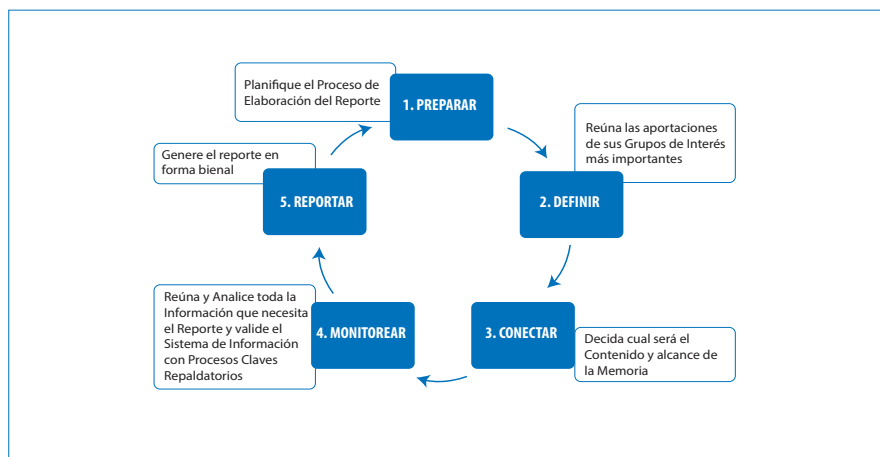 Planifique el Proceso de
Elaboración del Reporte
1. PREPARAR
Reúna las aportaciones
de sus Grupos de Interés
más importantes
2. DEFINIR
Decida cual será el
Contenido y alcance de
la Memoria
3. CONECTAR
Reúna y Analice toda la
Información que necesita
el Reporte y valide el
Sistema de Información
con Procesos Claves
Repaldatorios
4. MONITOREAR
Genere el reporte en
forma bienal
5. REPORTAR